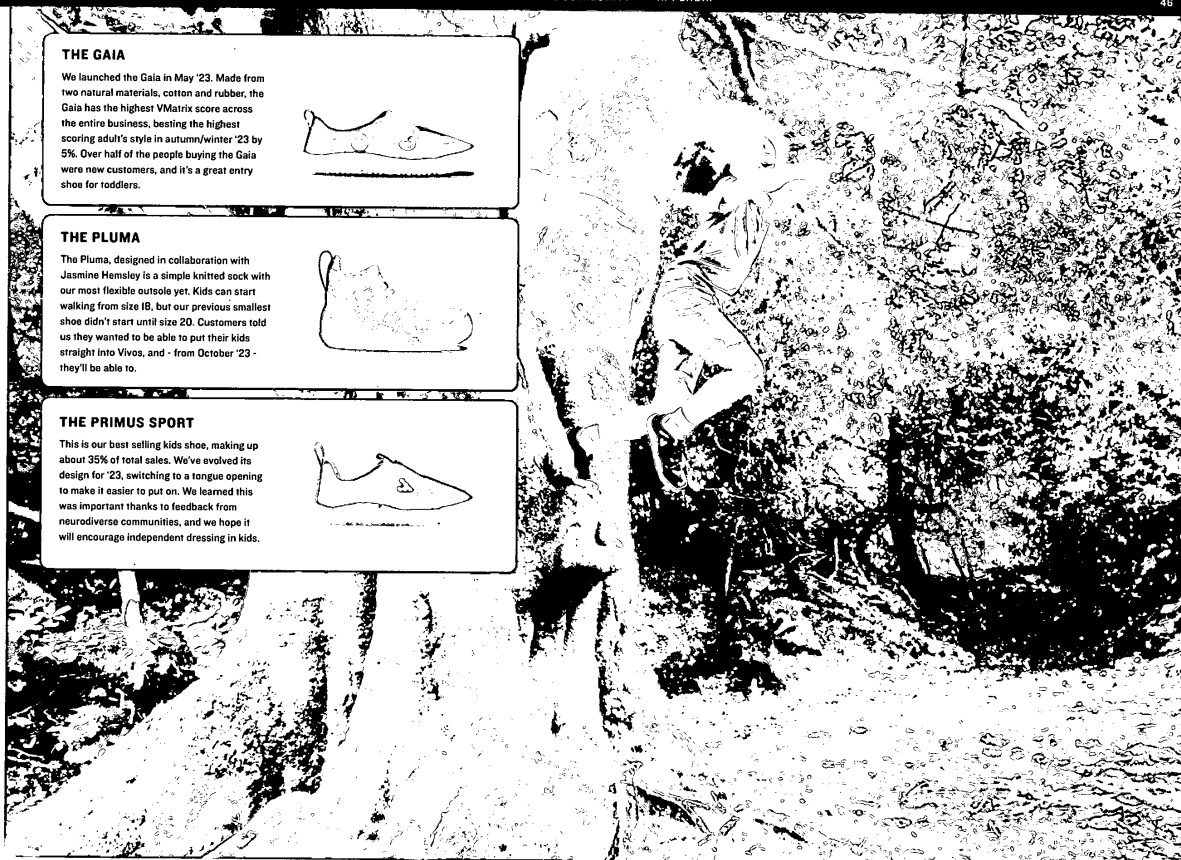 46
THE GAIA
We launched the Gaia in May '23. Made from
two natural materials, cotton and rubber, the
Gaia has the highest VMatrix score across
the entire business, besting the highest
scoring adult's style in autumn/winter '23 by
5%. Over half of the people buying the Gaia
were new customers, and it's a great entry
shoe for toddlers.
THE PLUMA
The Pluma, designed in collaboration with
Jasmine Hemsley is a simple knitted sock with
our most flexible outsole yet. Kids can start
walking from size 18, but our previous smallest
shoe didn't start until size 20. Customers told
us they wanted to be able to put their kids
straight into Vivos, and - from October '23 -
they'll be able to.
THE PRIMUS SPORT
This is our best selling kids shoe, making up
about 35% of total sales. We've evolved its
design for '23, switching to a tongue opening
to make it easier to put on. We learned this
was important thanks to feedback from
neurodiverse communities, and we hope it
will encourage independent dressing in kids.